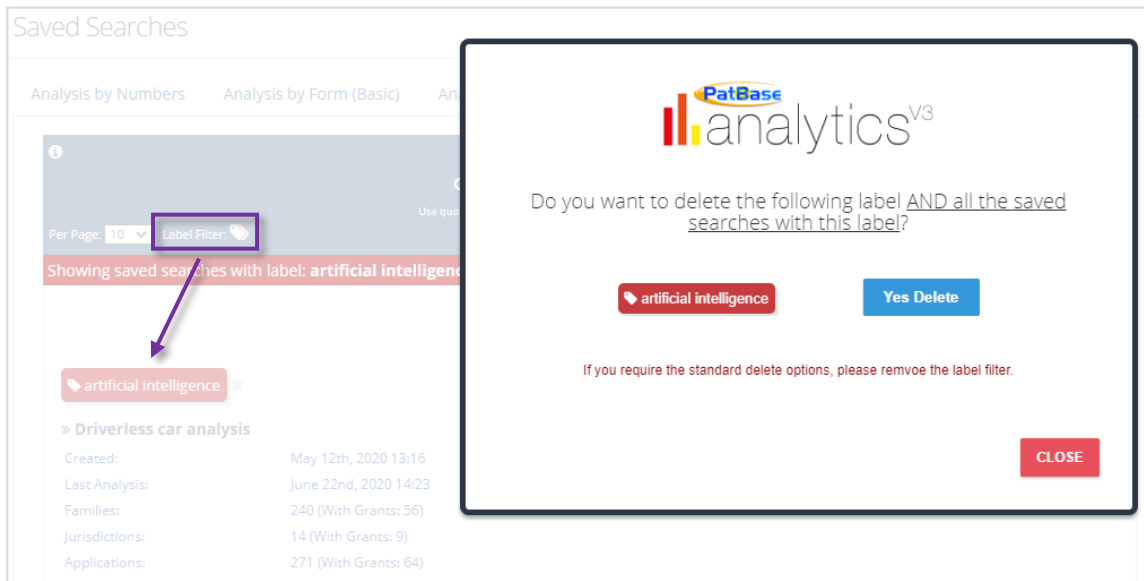 Saved Searches
Analysis by Numbers
Analysis by Form (Basic)
Use quo
Per Page: 10
Label Filter:
Showing saved searches with label: artificial intelligenc
artificial intelligence
» Driverless car analysis
Created: May 12th, 2020 13:16
Last Analysis: June 22nd, 2020 14:23
Families: 240 (With Grants: 56)
Jurisdictions: 14 (With Grants: 9)
Applications: 271 (With Grants: 64)
PatBase
analytics V3
Do you want to delete the following label AND all the saved
searches with this label?
artificial intelligence
Yes Delete
If you require the standard delete options, please remvoe the label filter.
CLOSE